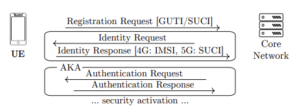 Registration Request [GUTI/SUCI]
Identity Request
Identity Response [4G: IMSI, 5G: SUCI]
UE
Core
Network
AKA
Authentication Request
Authentication Response
... security activation ...